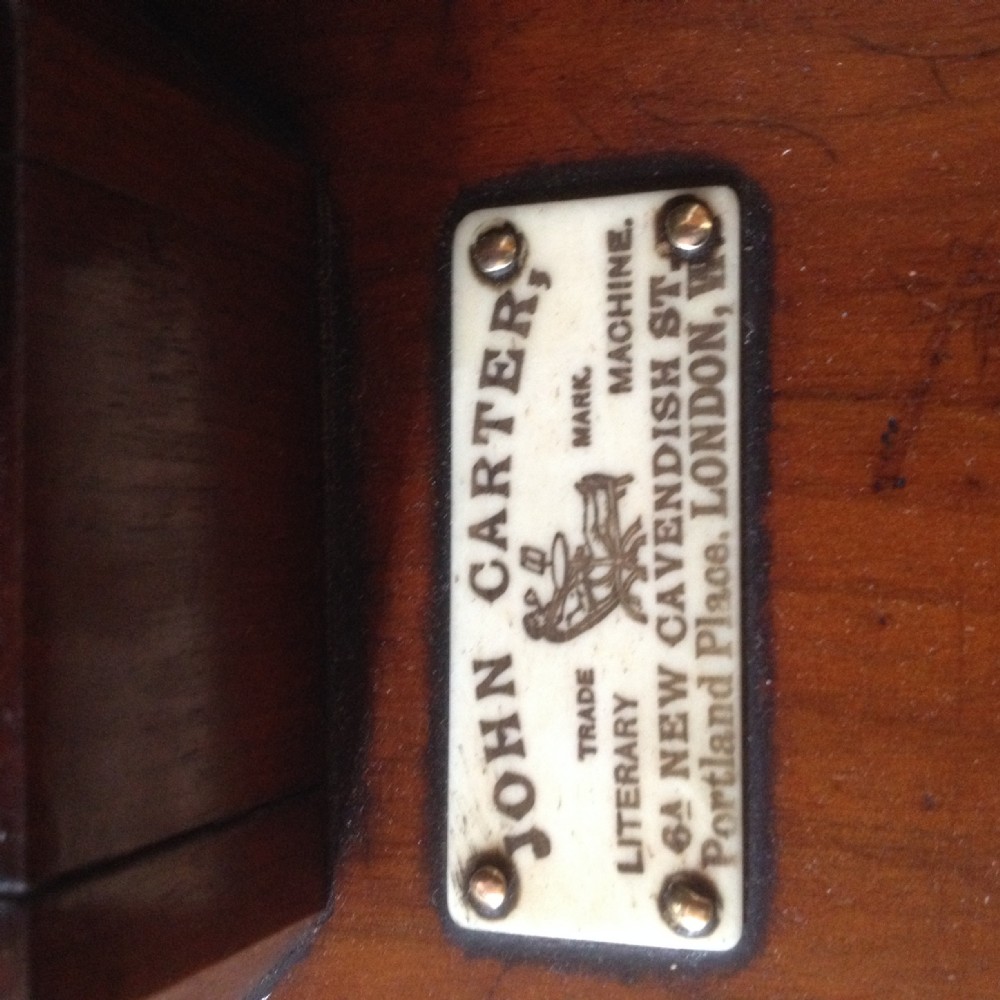 JOHN CARTER,
TRADE MARK.
LITERARY MACHINE.
6A NEW CAVENDISH ST.
Portland Place, LONDON, W.